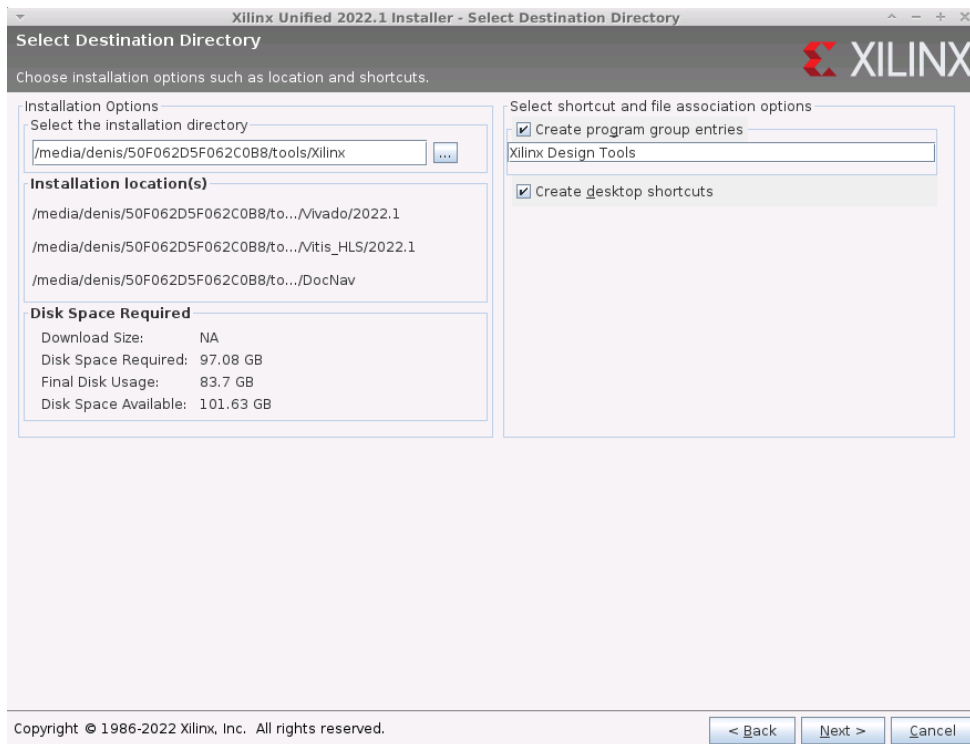 Xilinx Unified 2022.1 Installer - Select Destination Directory
Select Destination Directory
XILINX
Choose installation options such as location and shortcuts.
Installation Options
Select the installation directory
/media/denis/50F062D5F062C0B8/tools/Xilinx
...
Installation location(s)
/media/denis/50F062D5F062C0B8/to.../Vivado/2022.1
/media/denis/50F062D5F062C0B8/to.../Vitis_HLS/2022.1
/media/denis/50F062D5F062C0B8/to.../DocNav
Disk Space Required
Download Size: NA
Disk Space Required: 97.08 GB
Final Disk Usage: 83.7 GB
Disk Space Available: 101.63 GB
Select shortcut and file association options
Create program group entries
Xilinx Design Tools
Create desktop shortcuts
Copyright © 1986-2022 Xilinx, Inc. All rights reserved.
< Back
Next >
Cancel